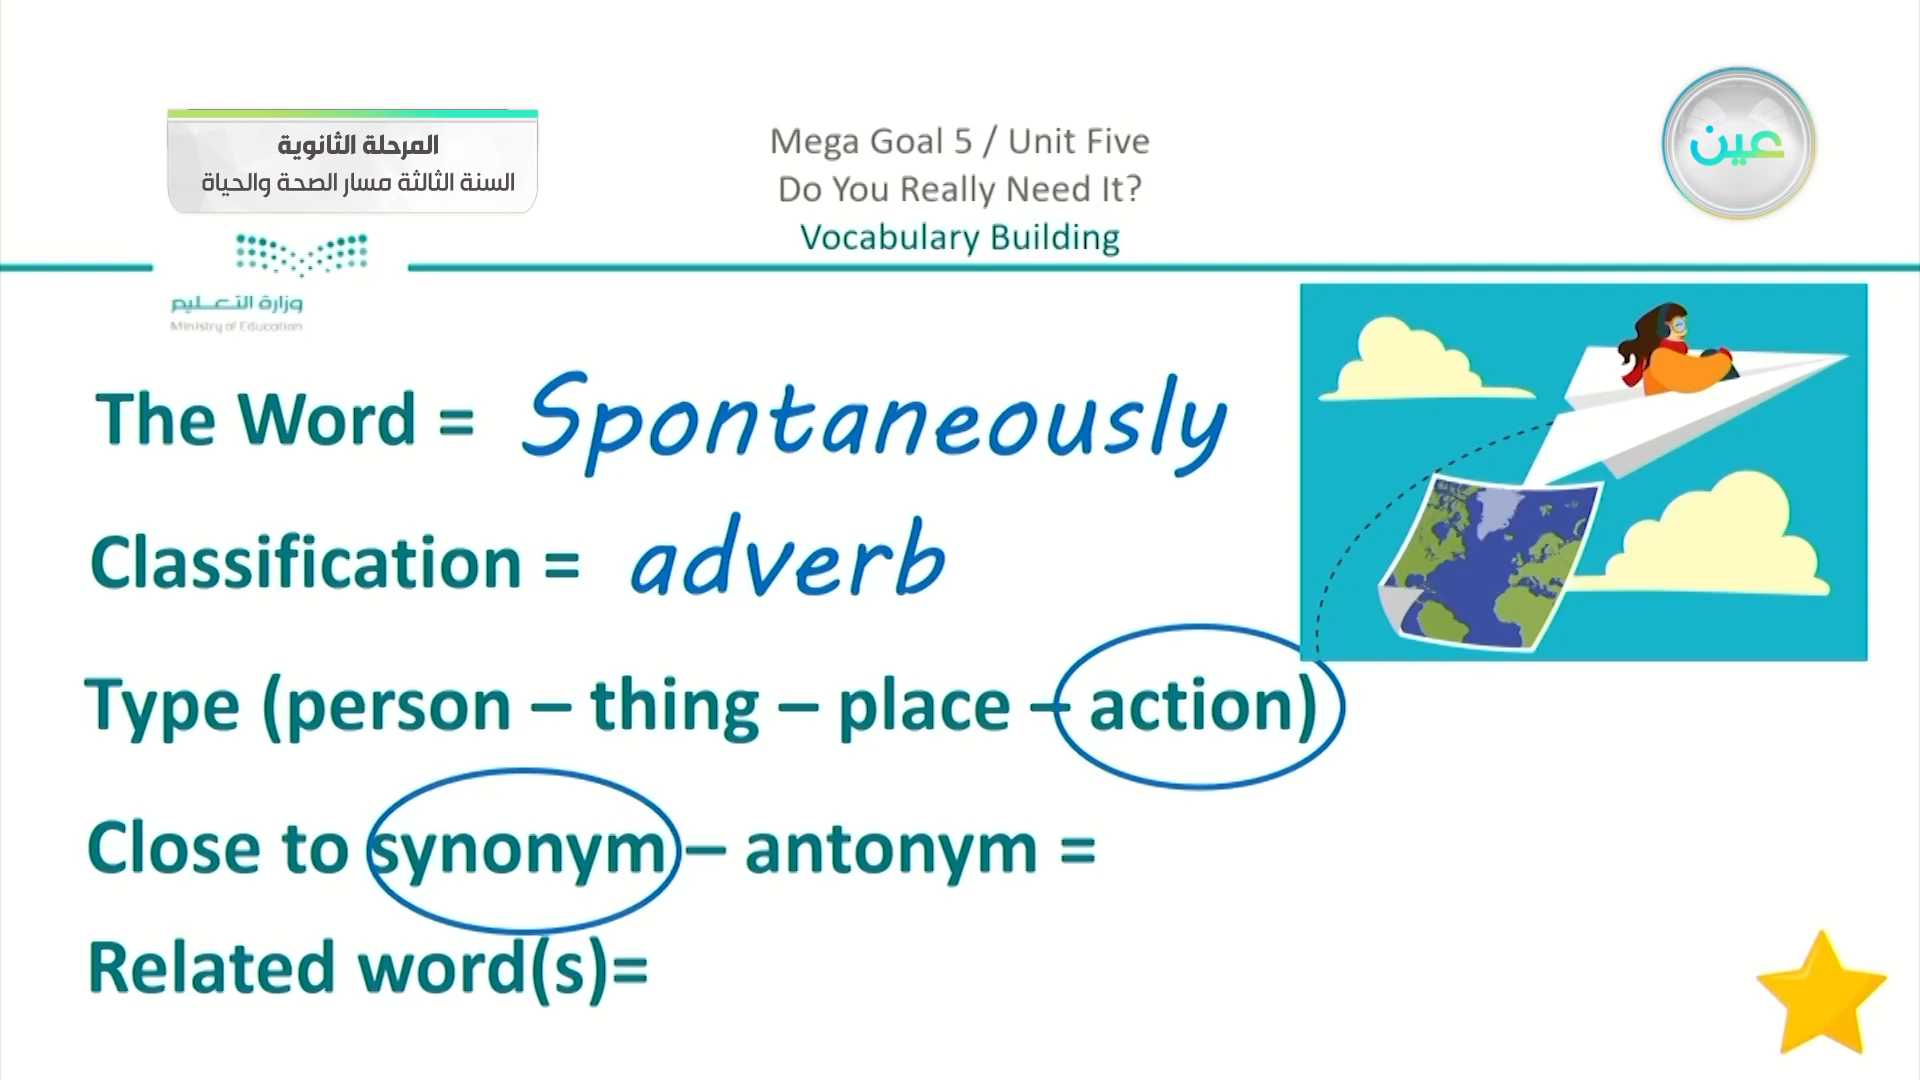 المرحلة الثانوية
السنة الثالثة مسار الصحة والحياة
Mega Goal 5 / Unit Five
Do You Really Need It?
Vocabulary Building
عين
وزارة التعليم
Ministry of Education
The Word = Spontaneously
Classification = adverb
Type (person – thing – place – action)
Close to synonym – antonym =
Related word(s)=